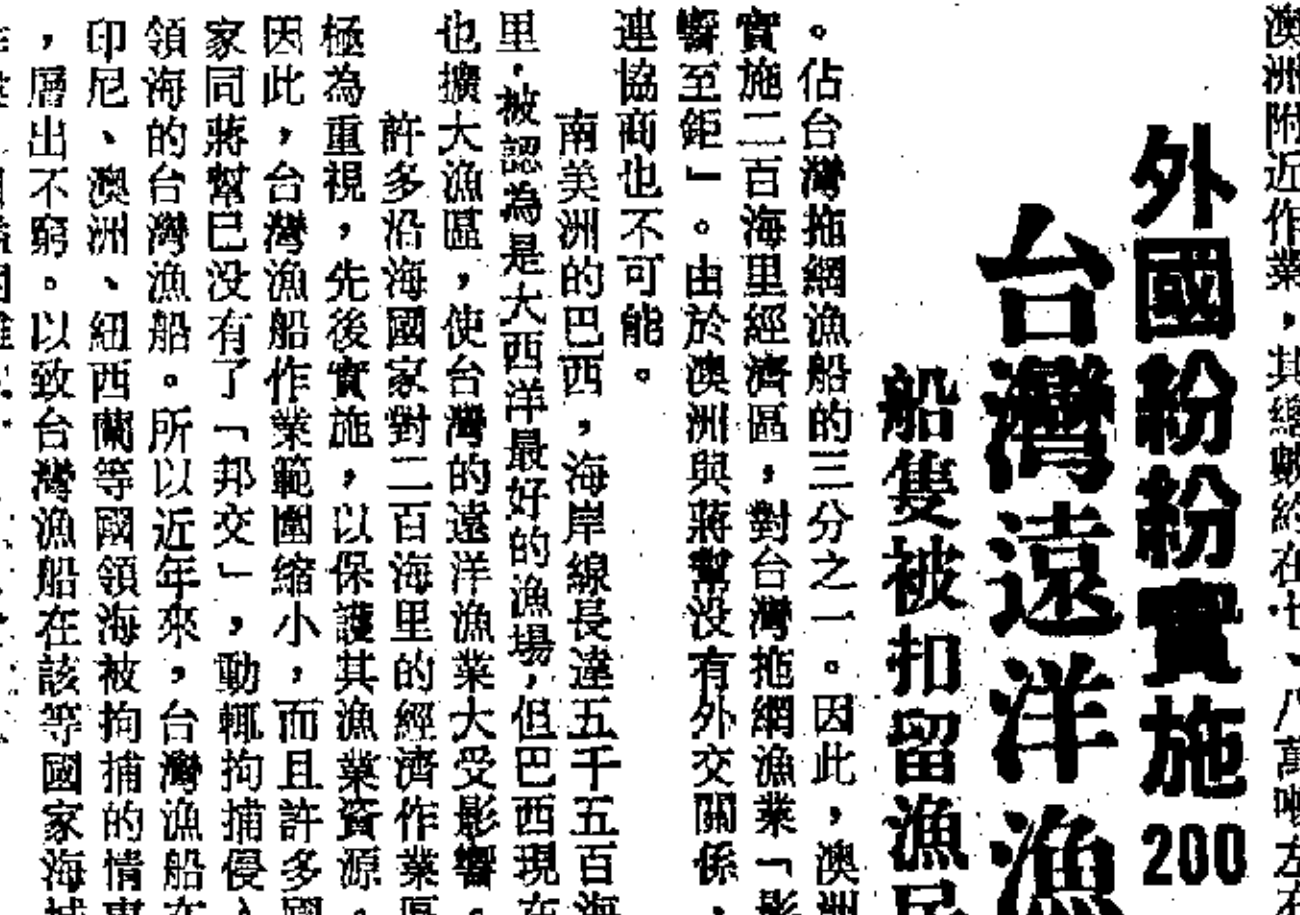 澳洲附近作業，其總數約在七、八萬噸左右
外國紛紛實施200
台灣遠洋漁
船隻被扣留漁民
。佔台灣拖網漁船的三分之一。因此，澳洲
實施二百海里經濟區，對台灣拖網漁業「影
響至鉅」。由於澳洲與蔣幫没有外交關係，
連協商也不可能。
南美洲的巴西，海岸線長達五千五百海
里，被認為是大西洋最好的漁場，但巴西現在
也擴大漁區，使台灣的遠洋漁業大受影響。
許多沿海國家對二百海里的經濟作業區
極為重視，先後實施，以保護其漁業資源，
因此，台灣漁船作業範圍縮小，而且許多國
家同蔣幫巳没有了「邦交」，動輒拘捕侵入
領海的台灣漁船。所以近年來，台灣漁船在
印尼、澳洲、紐西蘭等國領海被拘捕的情事
，層出不窮。以致台灣漁船在該等國家海域